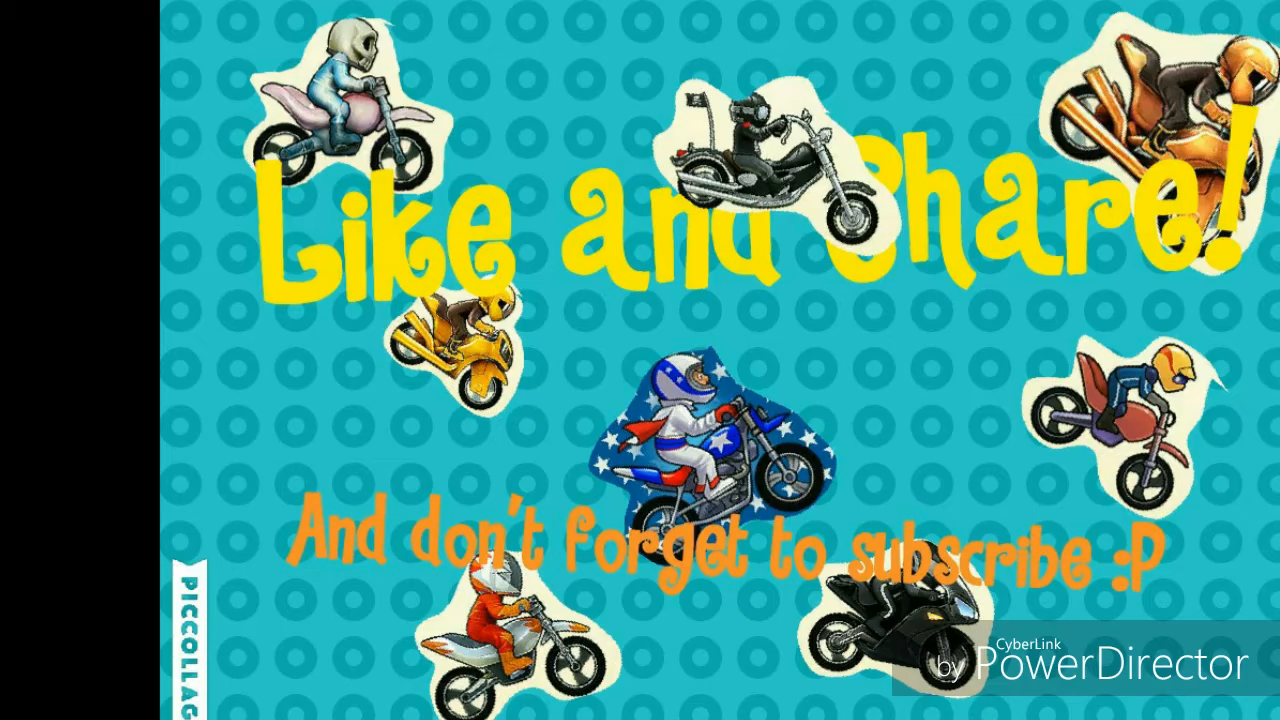 Like and Share!
And don't forget to subscribe :P
PICCOLLAG
CyberLink
by PowerDirector